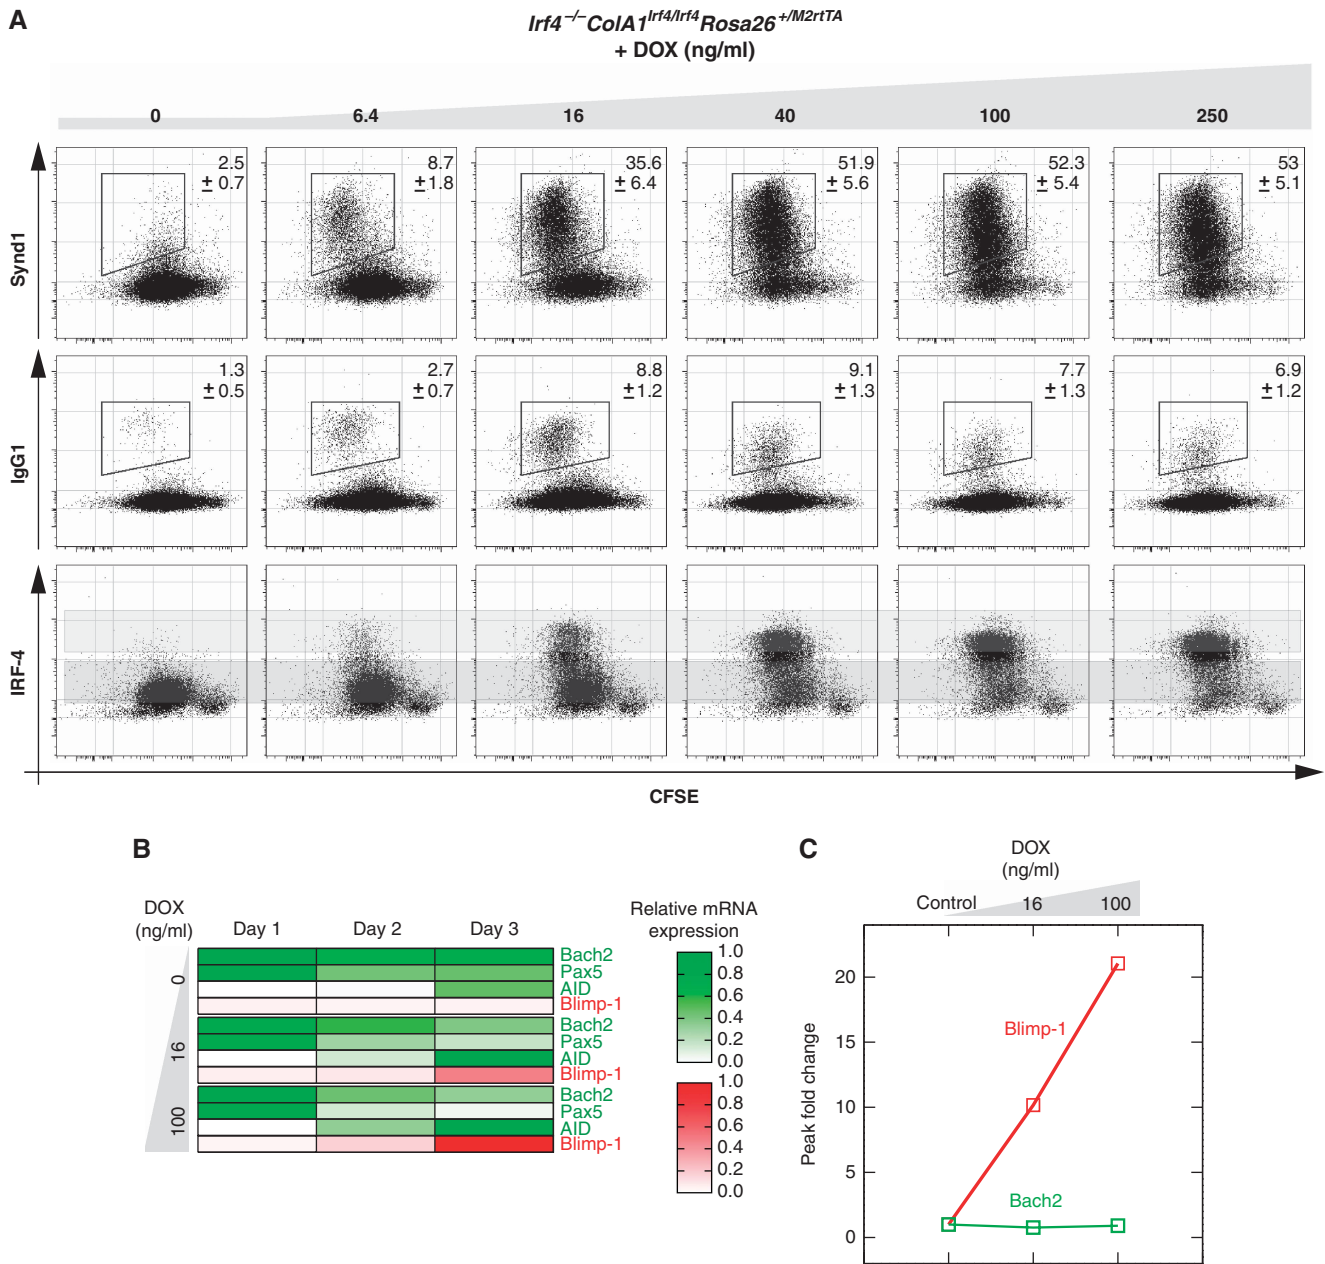 A
Irf4–/–ColA1Irf4/Irf4Rosa26+/M2rtTA
+ DOX (ng/ml)
0 6.4 16 40 100 250
Synd1
2.5 ± 0.7
8.7 ± 1.8
35.6 ± 6.4
51.9 ± 5.6
52.3 ± 5.4
53 ± 5.1
IgG1
1.3 ± 0.5
2.7 ± 0.7
8.8 ± 1.2
9.1 ± 1.3
7.7 ± 1.3
6.9 ± 1.2
IRF-4
CFSE
B
DOX
(ng/ml)
Day 1 Day 2 Day 3
0
Bach2
Pax5
AID
Blimp-1
16
Bach2
Pax5
AID
Blimp-1
100
Bach2
Pax5
AID
Blimp-1
Relative mRNA
expression
1.0
0.8
0.6
0.4
0.2
0.0
1.0
0.8
0.6
0.4
0.2
0.0
C
DOX
(ng/ml)
Control 16 100
Peak fold change
20
15
10
5
0
Blimp-1
Bach2